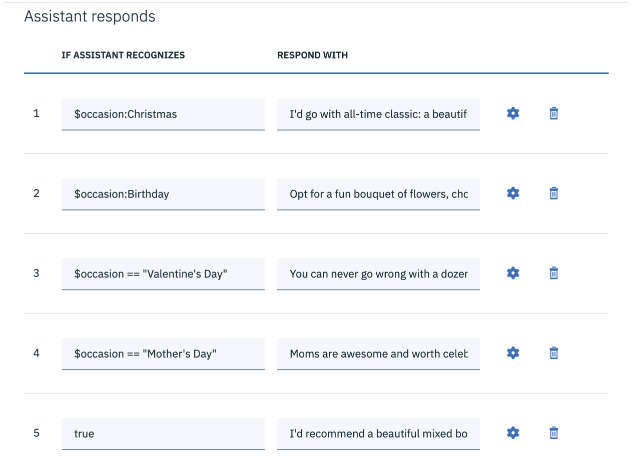 Assistant responds
IF ASSISTANT RECOGNIZES RESPOND WITH
1 $occasion:Christmas I'd go with all-time classic: a beautif
2 $occasion:Birthday Opt for a fun bouquet of flowers, cho
3 $occasion == "Valentine's Day" You can never go wrong with a dozer
4 $occasion == "Mother's Day" Moms are awesome and worth celeb
5 true I'd recommend a beautiful mixed bo